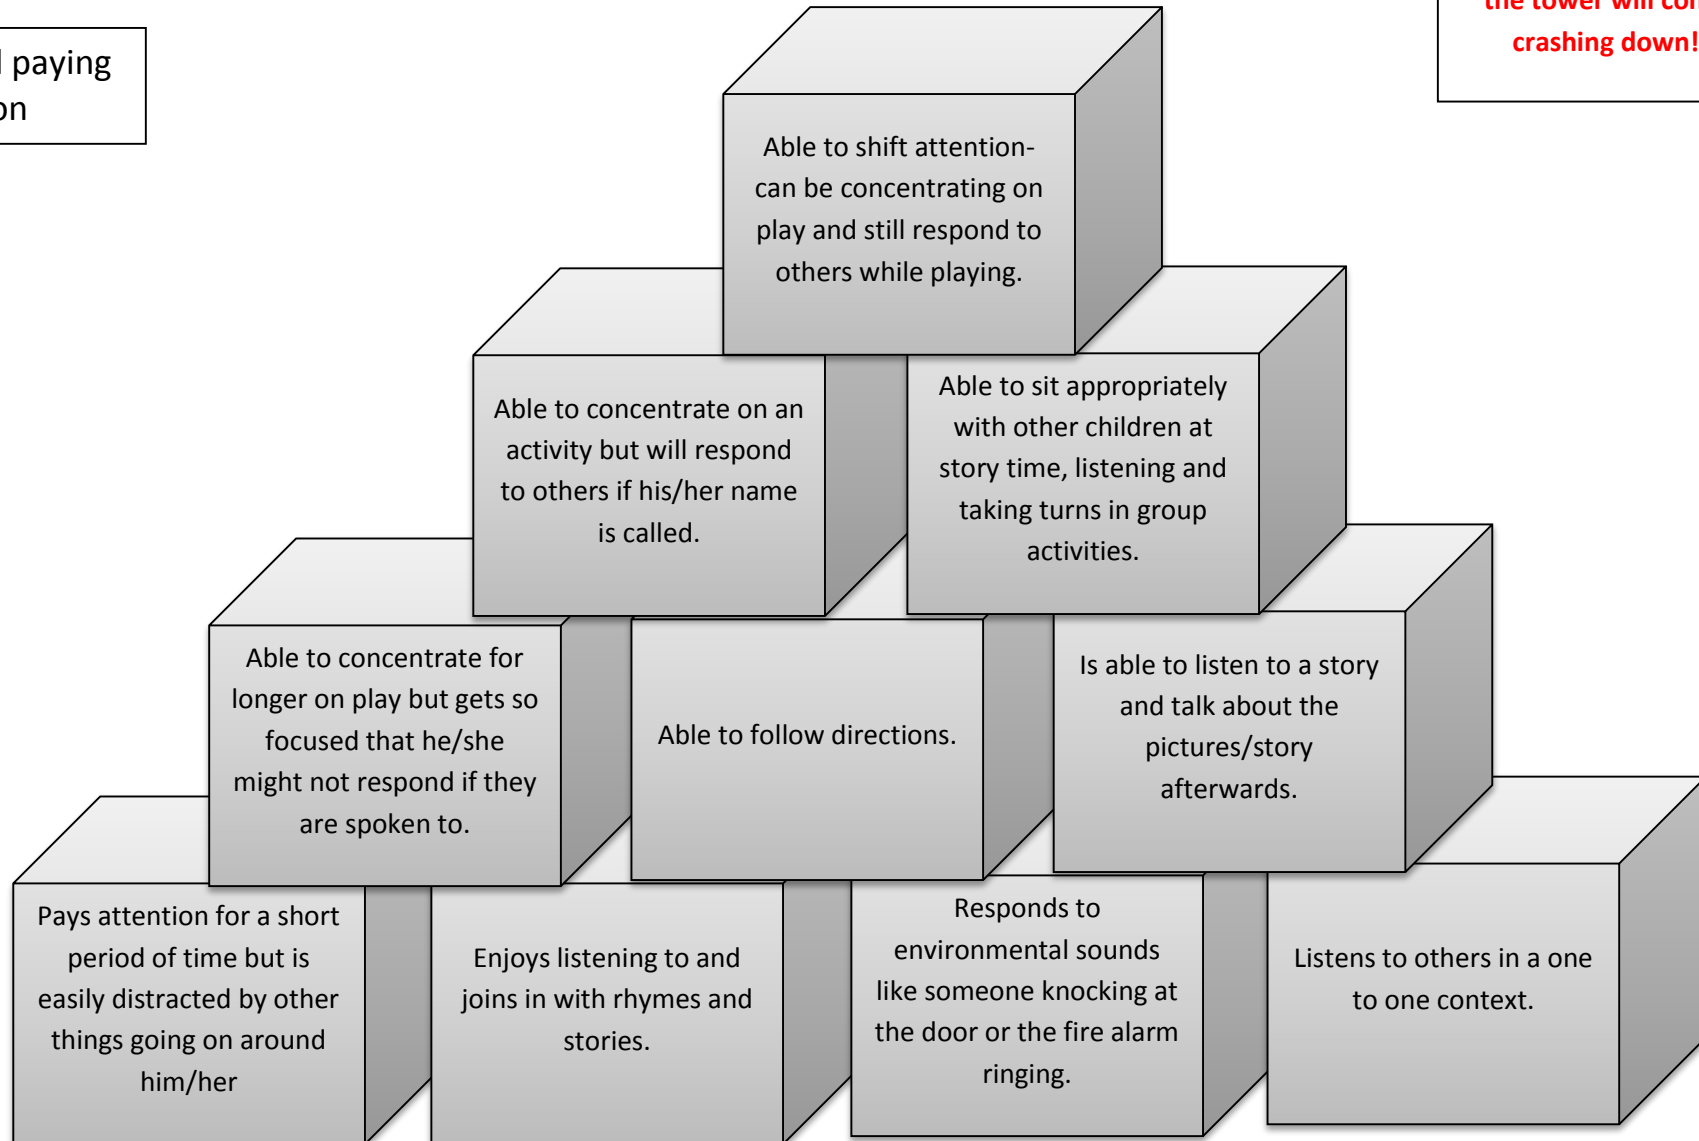 paying
on
the tower will
crashing down!
Able to shift attention-
can be concentrating on
play and still respond to
others while playing.
Able to concentrate on an
activity but will respond
to others if his/her name
is called.
Able to sit appropriately
with other children at
story time, listening and
taking turns in group
activities.
Able to concentrate for
longer on play but gets so
focused that he/she
might not respond if they
are spoken to.
Able to follow directions.
Is able to listen to a story
and talk about the
pictures/story
afterwards.
Pays attention for a short
period of time but is
easily distracted by other
things going on around
him/her
Enjoys listening to and
joins in with rhymes and
stories.
Responds to
environmental sounds
like someone knocking at
the door or the fire alarm
ringing.
Listens to others in a one
to one context.